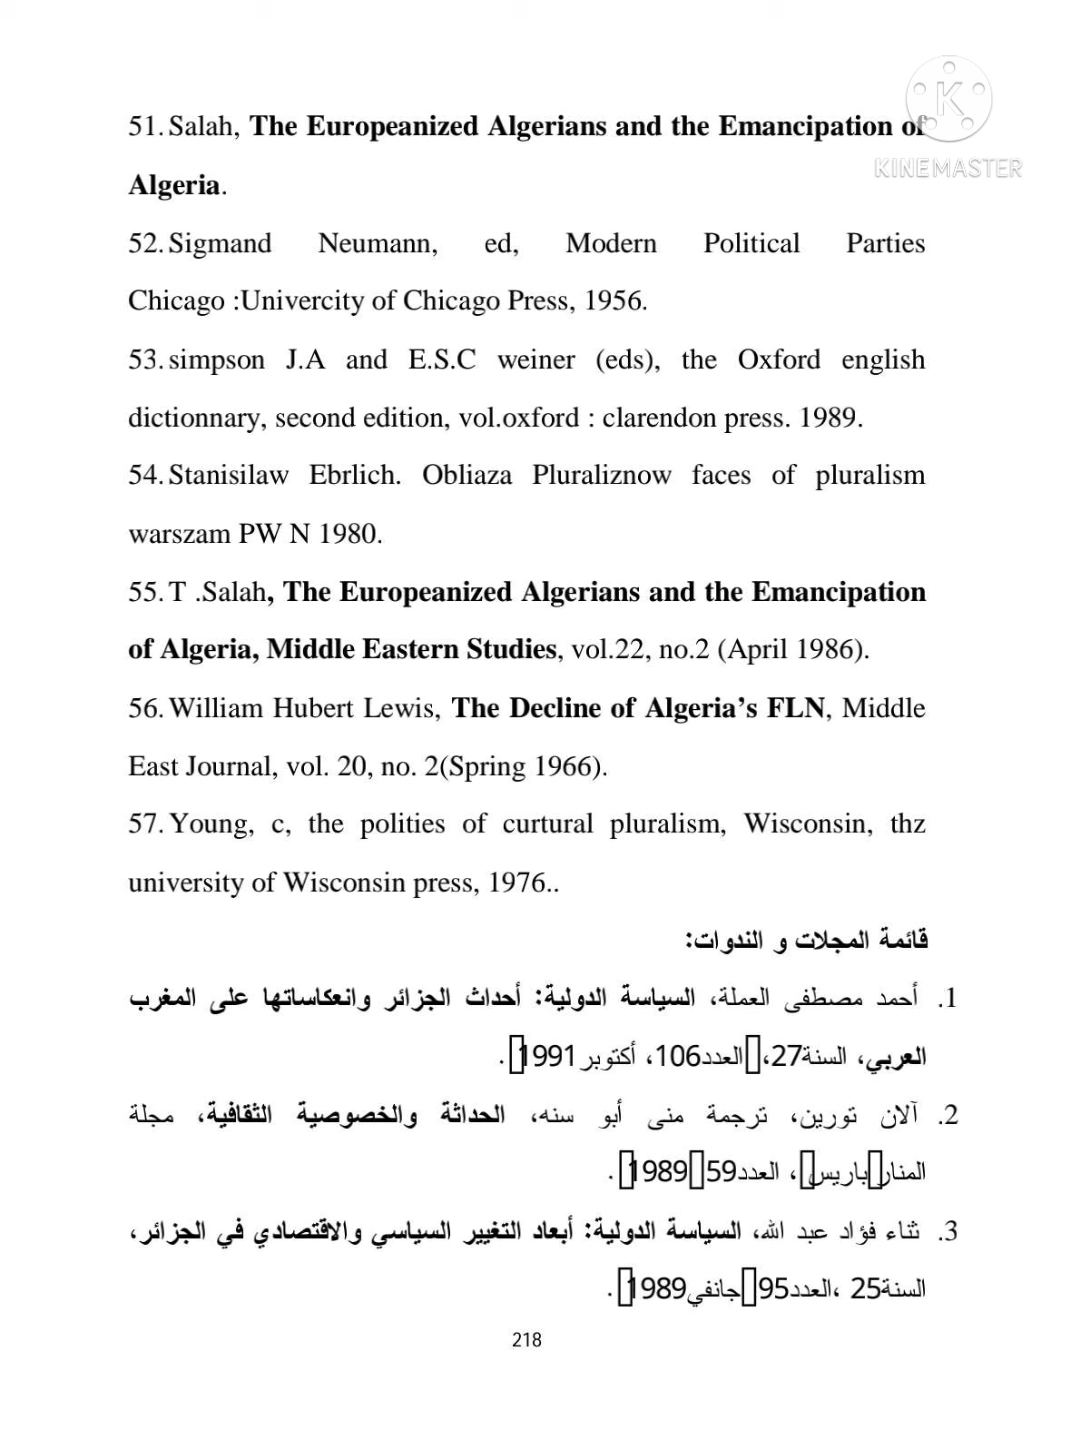 K
KINEMASTER
51. Salah, The Europeanized Algerians and the Emancipation of
Algeria.
52. Sigmand Neumann, ed, Modern Political Parties
Chicago :Univercity of Chicago Press, 1956.
53. simpson J.A and E.S.C weiner (eds), the Oxford english
dictionnary, second edition, vol.oxford : clarendon press. 1989.
54. Stanisilaw Ebrlich. Obliaza Pluraliznow faces of pluralism
warszam PW N 1980.
55. T .Salah, The Europeanized Algerians and the Emancipation
of Algeria, Middle Eastern Studies, vol.22, no.2 (April 1986).
56. William Hubert Lewis, The Decline of Algeria’s FLN, Middle
East Journal, vol. 20, no. 2(Spring 1966).
57. Young, c, the polities of curtural pluralism, Wisconsin, thz
university of Wisconsin press, 1976..
قائمة المجلات و الندوات:
1. أحمد مصطفى العملة، السياسة الدولية: أحداث الجزائر وانعكاساتها على المغرب
العربي، السنة27، العدد106، أكتوبر 1991 .
2. آلان تورين، ترجمة منى أبو سنه، الحداثة والخصوصية الثقافية، مجلة
المنار باريس ، العدد59 1989 .
3. ثناء فؤاد عبد الله، السياسة الدولية: أبعاد التغيير السياسي والاقتصادي في الجزائر،
السنة25 ،العدد95 جانفي1989 .
218